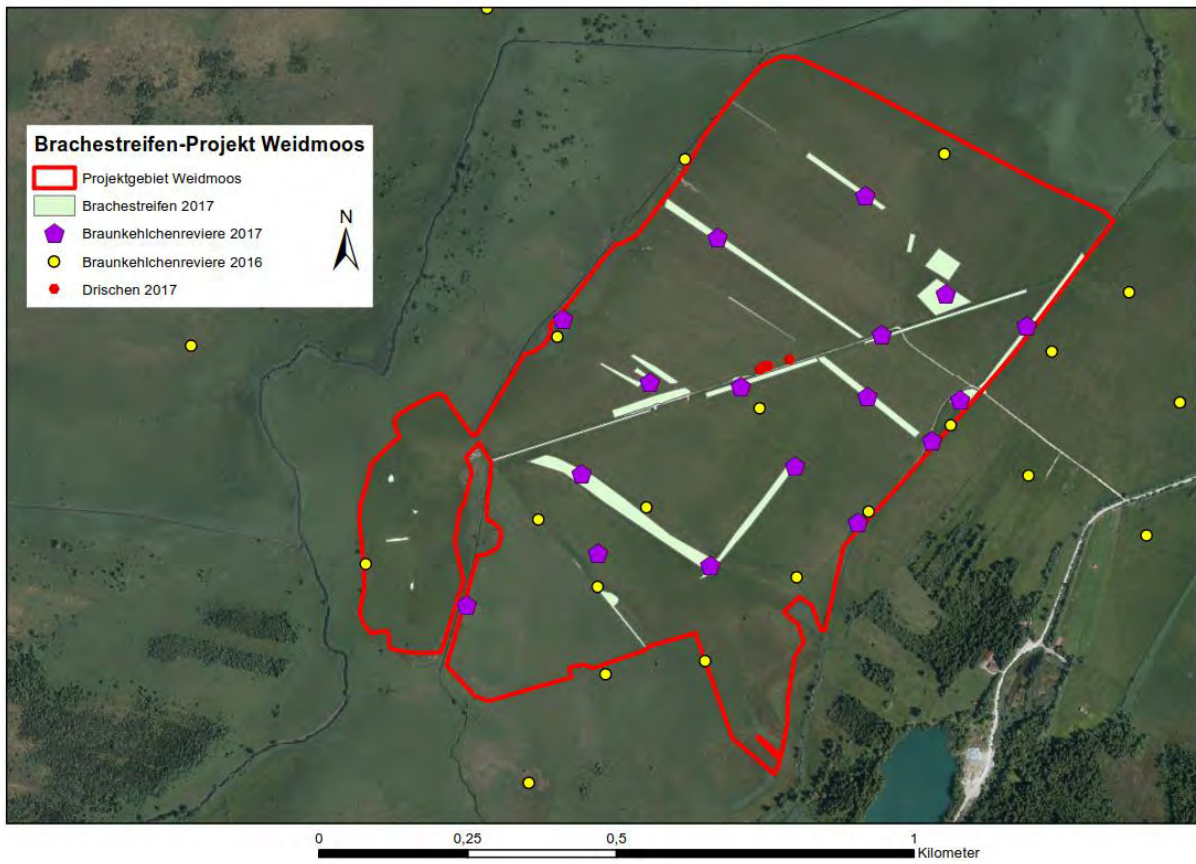 Brachestreifen-Projekt Weidmoos
Projektgebiet Weidmoos
Brachestreifen 2017
Braunkehlchenreviere 2017
Braunkehlchenreviere 2016
Drischen 2017
N
0 0,25 0,5 1
Kilometer